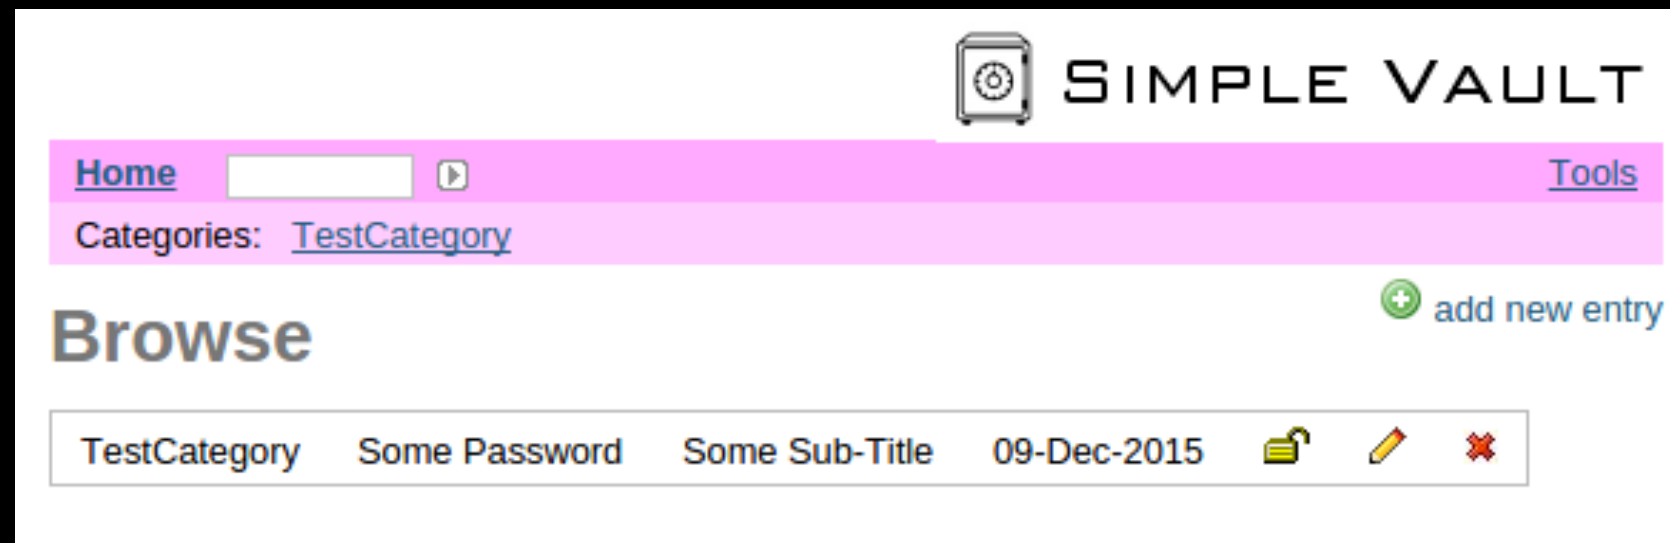 SIMPLE VAULT
Home Tools
Categories: TestCategory
add new entry
Browse
TestCategory Some Password Some Sub-Title 09-Dec-2015